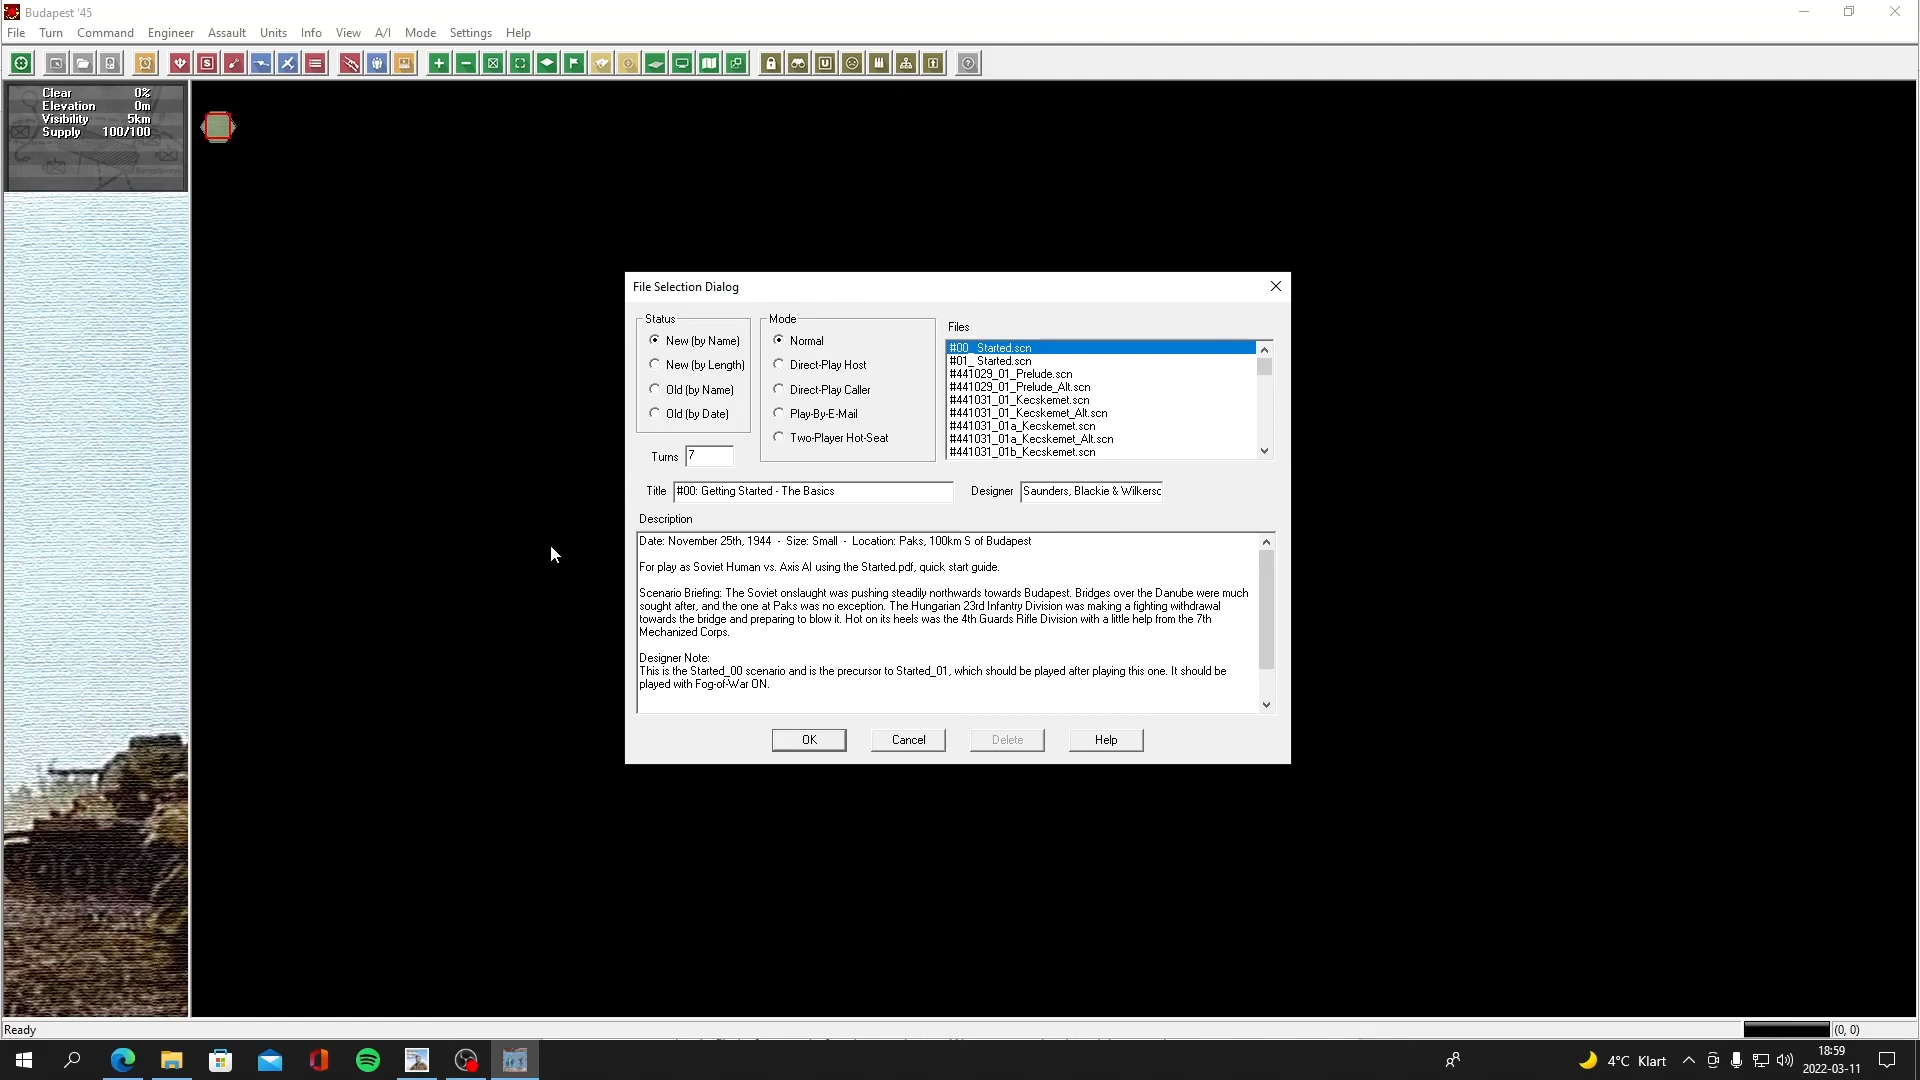 Budapest '45
File Turn Command Engineer Assault Units Info View A/I Mode Settings Help
Clear 0%
Elevation 0m
Visibility 5km
Supply 100/100
File Selection Dialog
Status
New (by Name)
New (by Length)
Old (by Name)
Old (by Date)
Turns 7
Mode
Normal
Direct-Play Host
Direct-Play Caller
Play-By-E-Mail
Two-Player Hot-Seat
Files
#00_ Started.scn
#01_ Started.scn
#441029_01_Prelude.scn
#441029_01_Prelude_Alt.scn
#441031_01_Kecskemet.scn
#441031_01_Kecskemet_Alt.scn
#441031_01a_Kecskemet.scn
#441031_01a_Kecskemet_Alt.scn
#441031_01b_Kecskemet.scn
Title #00: Getting Started - The Basics Designer Saunders, Blackie & Wilkersc
Description
Date: November 25th, 1944 - Size: Small - Location: Paks, 100km S of Budapest
For play as Soviet Human vs. Axis AI using the Started.pdf, quick start guide.
Scenario Briefing: The Soviet onslaught was pushing steadily northwards towards Budapest. Bridges over the Danube were much
sought after, and the one at Paks was no exception. The Hungarian 23rd Infantry Division was making a fighting withdrawal
towards the bridge and preparing to blow it. Hot on its heels was the 4th Guards Rifle Division with a little help from the 7th
Mechanized Corps.
Designer Note:
This is the Started_00 scenario and is the precursor to Started_01, which should be played after playing this one. It should be
played with Fog-of-War ON.
OK Cancel Delete Help
Ready (0, 0)
4°C Klart
18:59
2022-03-11